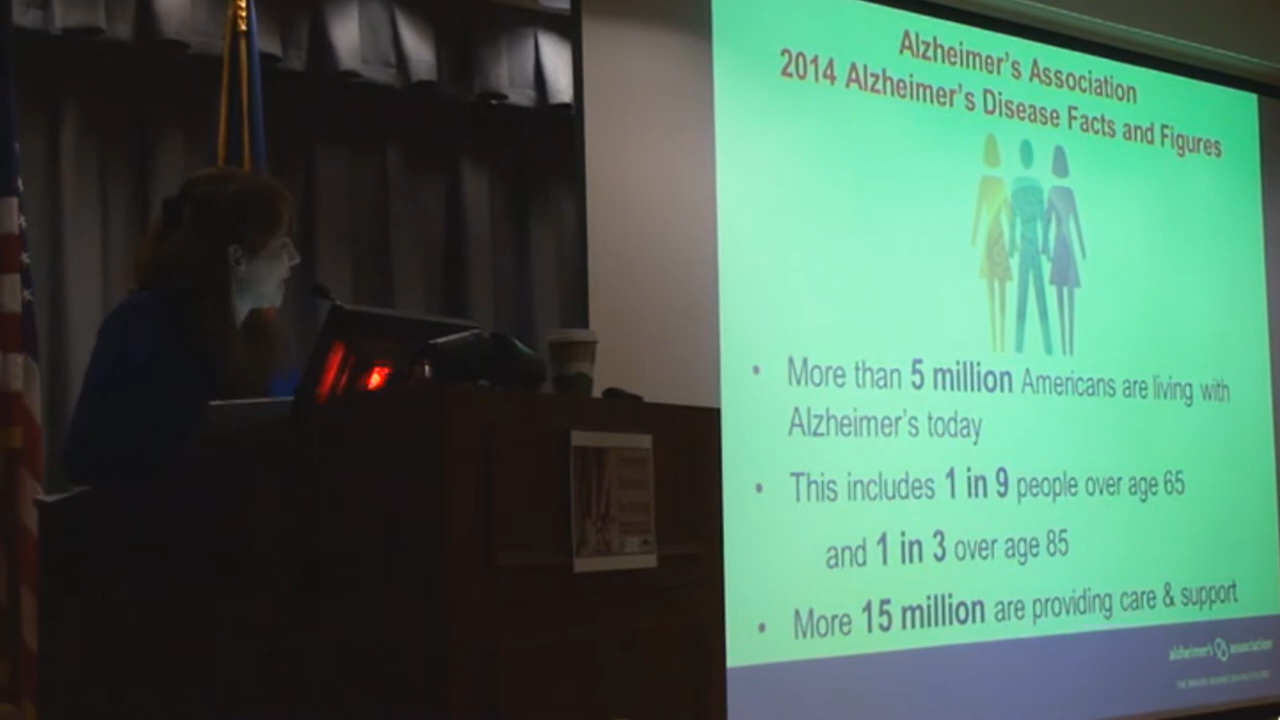 Alzheimer's Association
2014 Alzheimer's Disease Facts and Figures
• More than 5 million Americans are living with
Alzheimer's today
• This includes 1 in 9 people over age 65
and 1 in 3 over age 85
• More 15 million are providing care & support
alzheimer's association